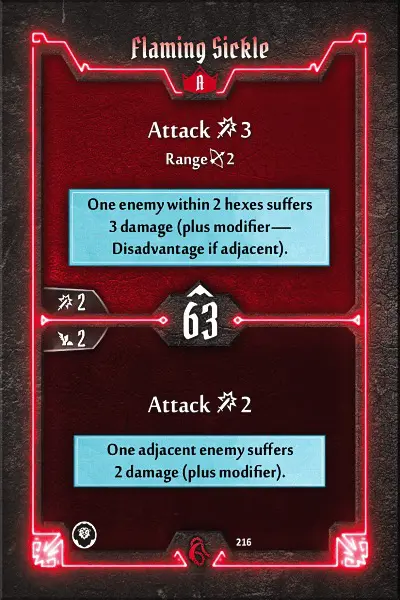 Flaming Sickle
A
Attack 3
Range 2
One enemy within 2 hexes suffers
3 damage (plus modifier—
Disadvantage if adjacent).
2
63
2
Attack 2
One adjacent enemy suffers
2 damage (plus modifier).
216